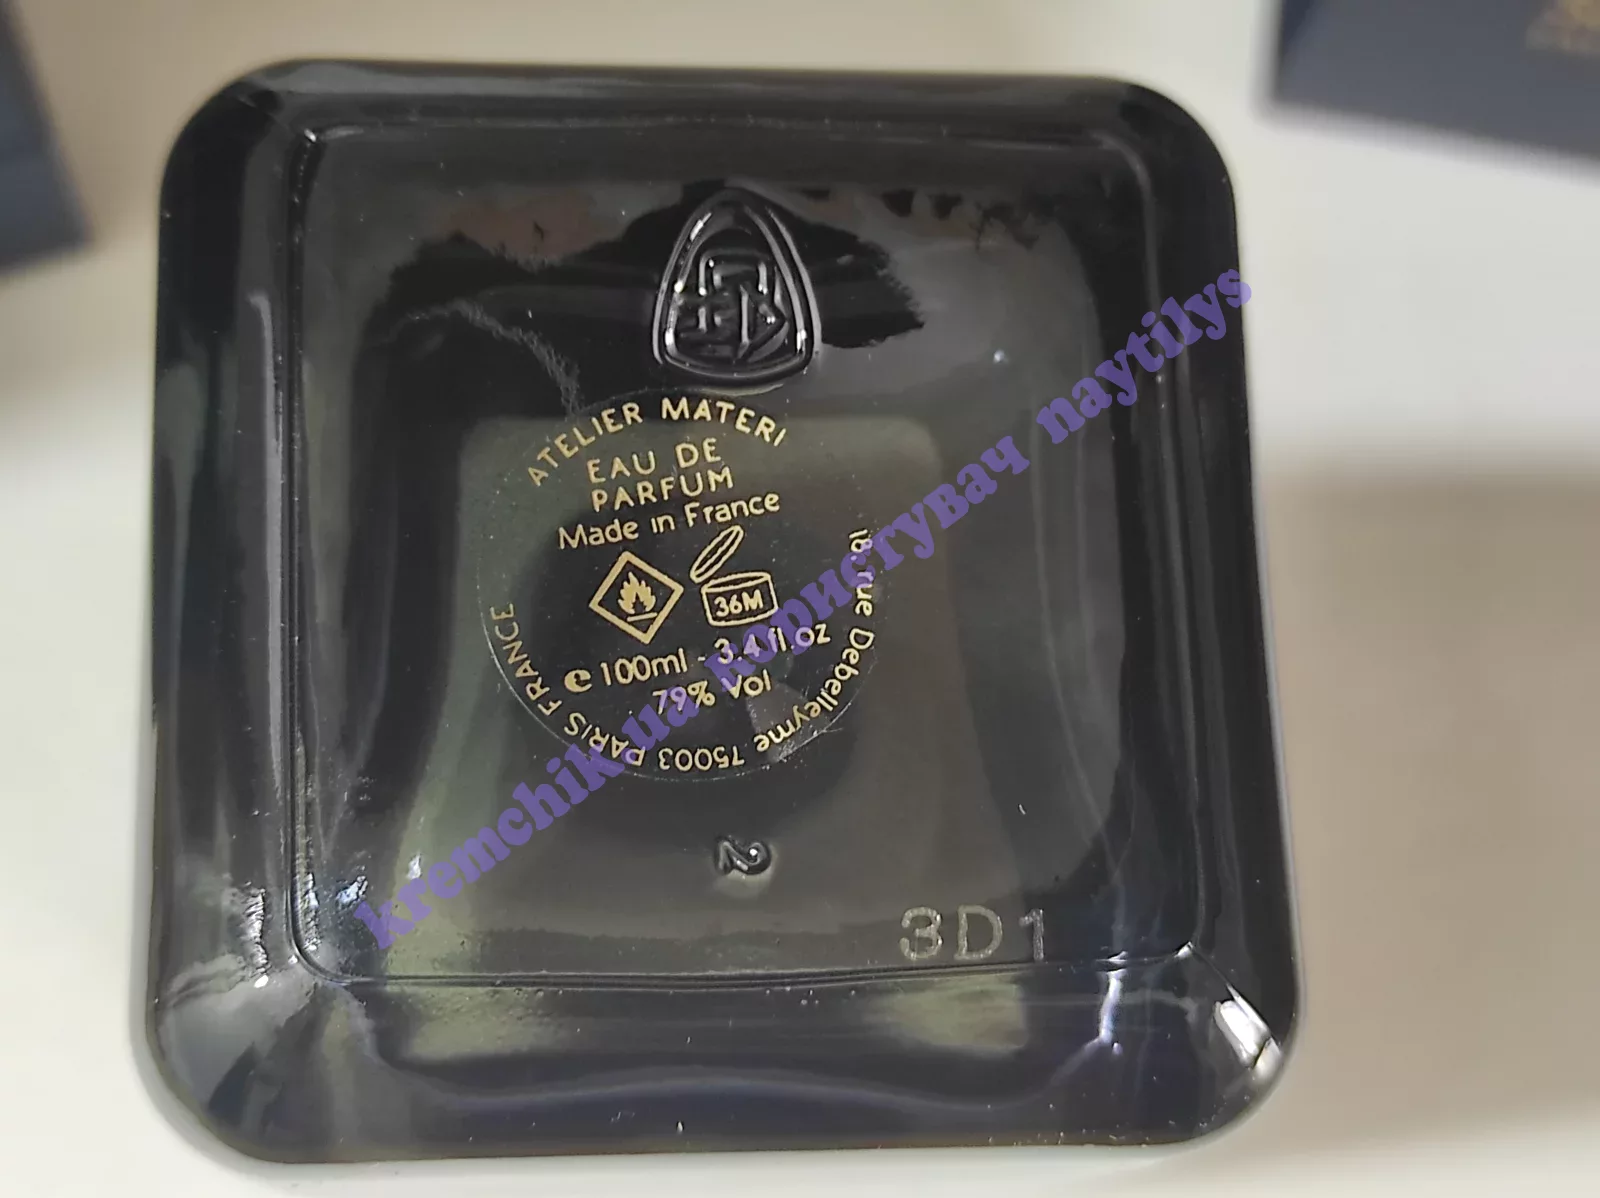 ATELIER MATERI
EAU DE
PARFUM
Made in France
36M
e 100ml - 3.4 fl.oz
79% Vol
18, rue Debelleyme 75003 PARIS FRANCE
2
3D1
kremchik.ua користуВач naytilys